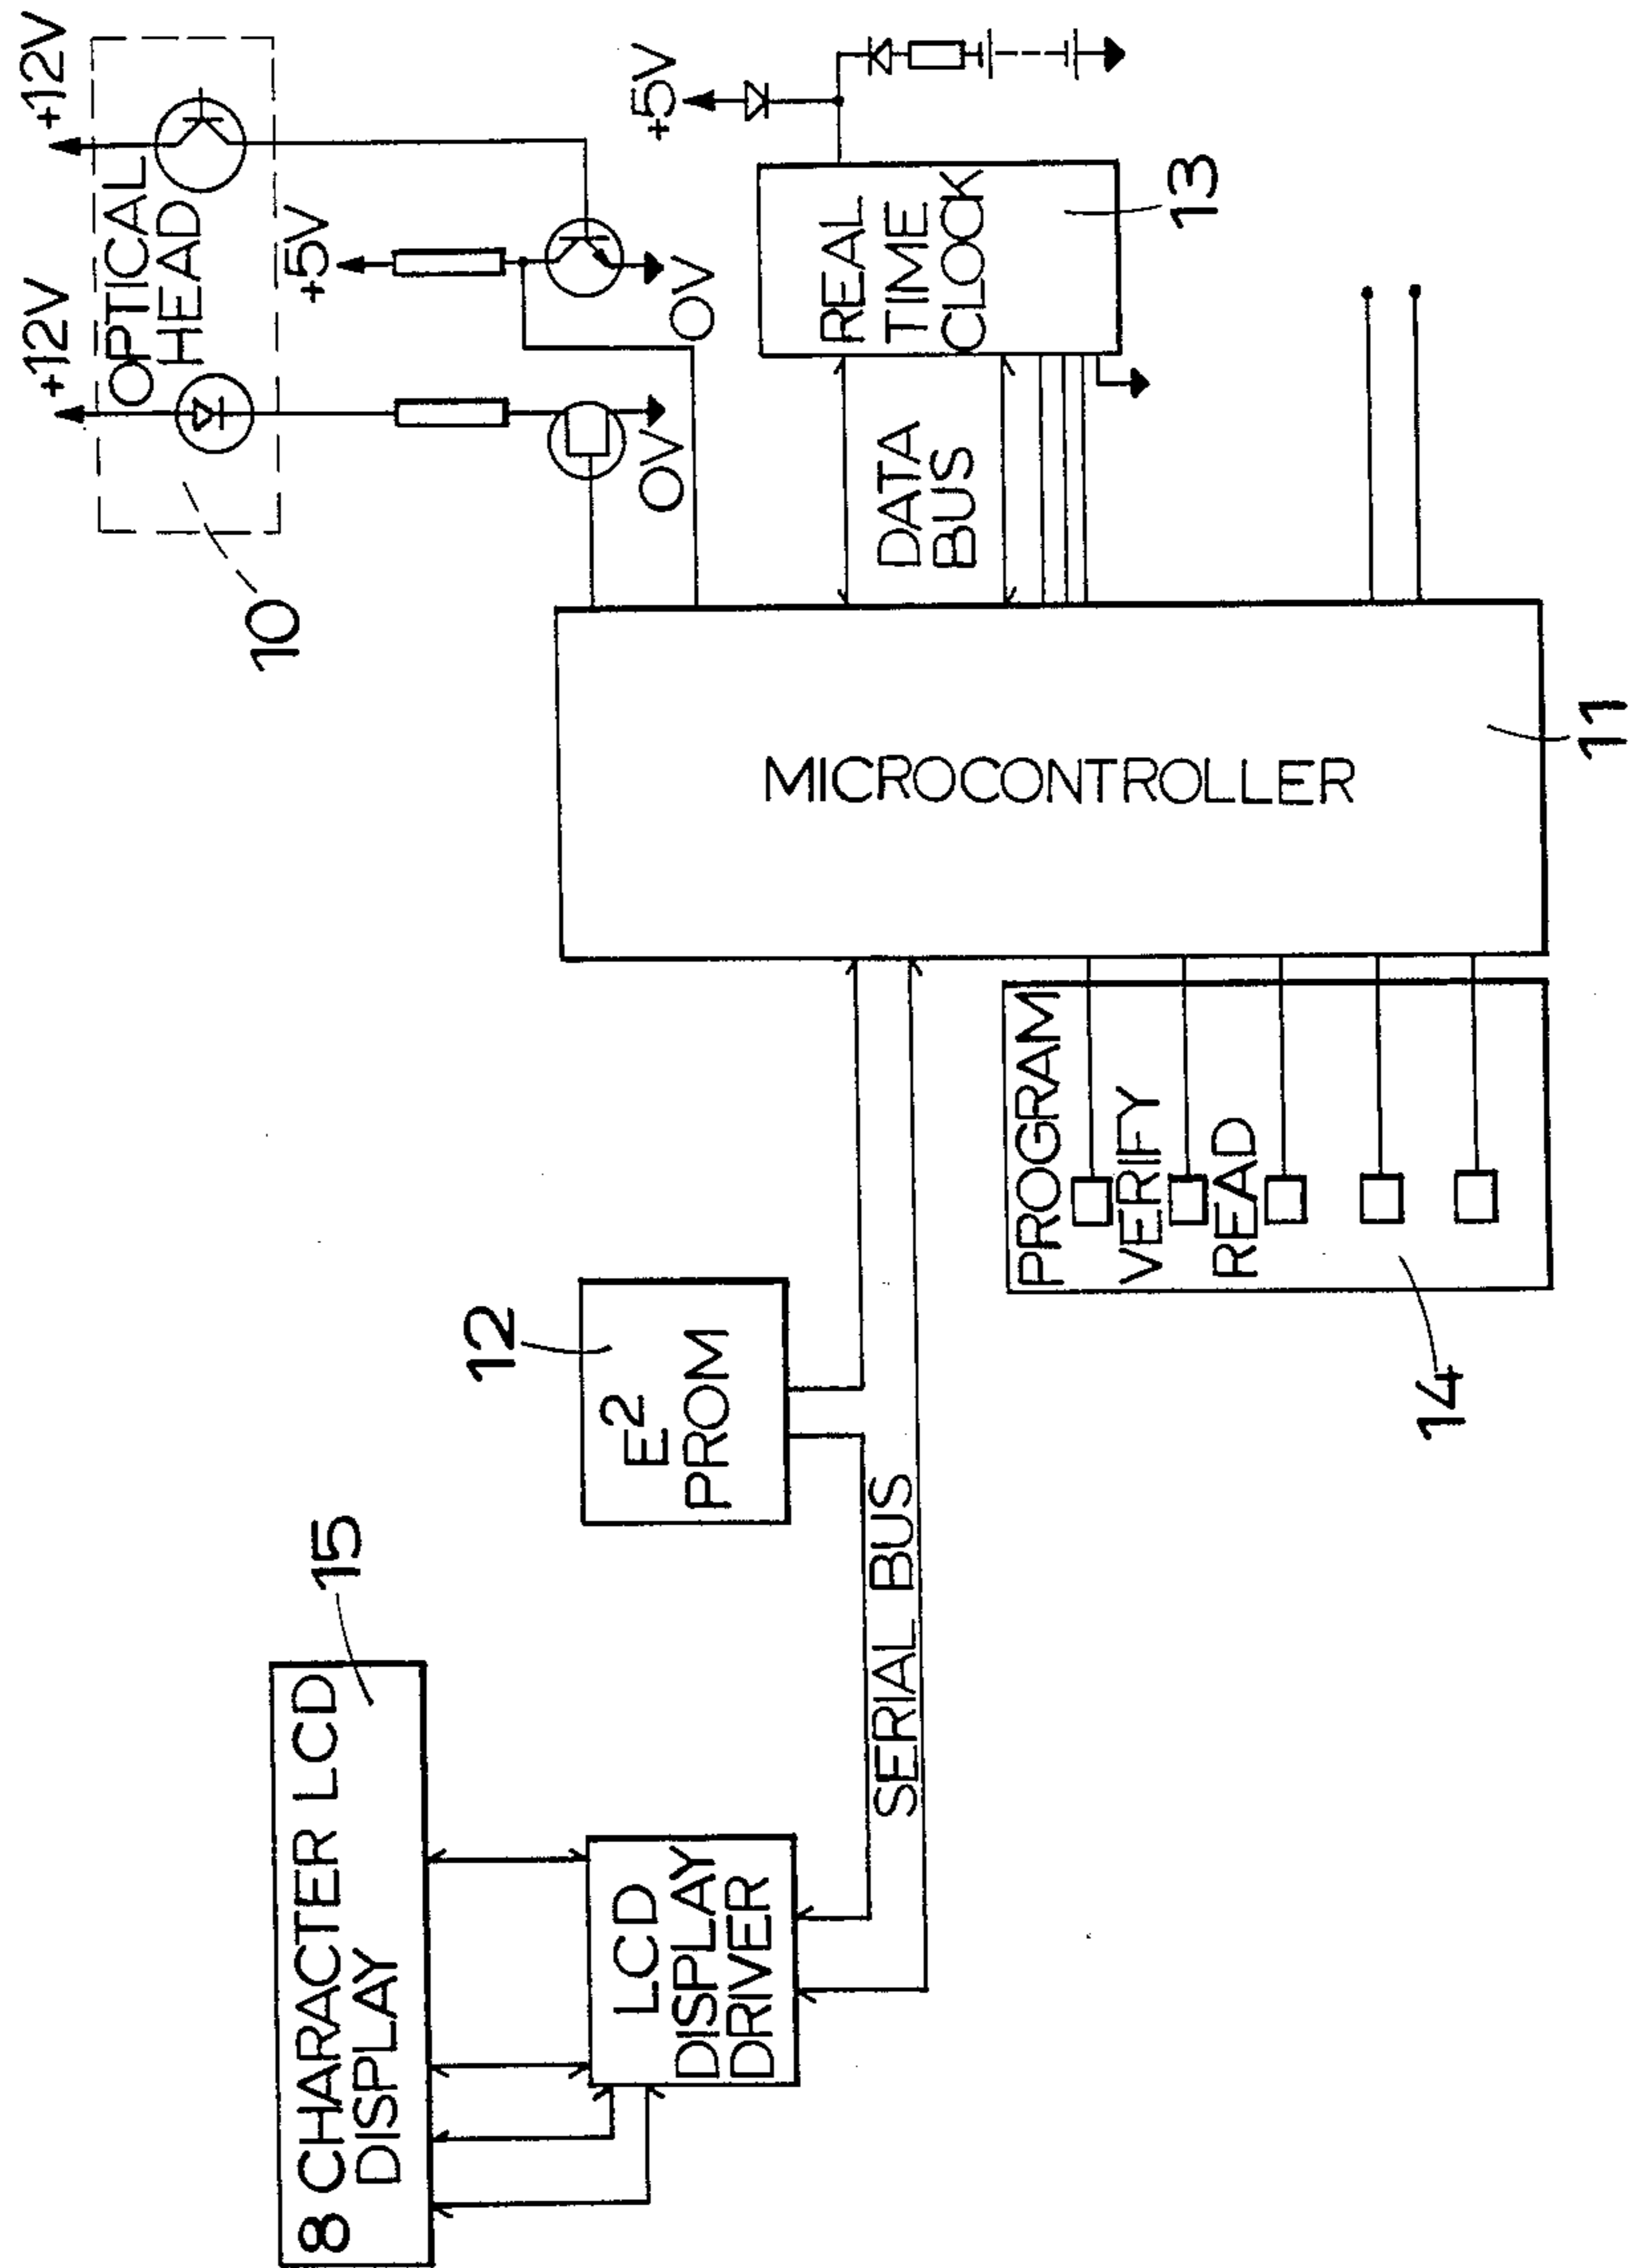 8 CHARACTER LCD
DISPLAY
15
LCD
DISPLAY
DRIVER
SERIAL BUS
12
E2
PROM
PROGRAM
VERIFY
READ
14
MICROCONTROLLER
11
10
+12V
OPTICAL
HEAD
+12V
+5V
0V
0V
DATA
BUS
REAL
TIME
CLOCK
13
+5V